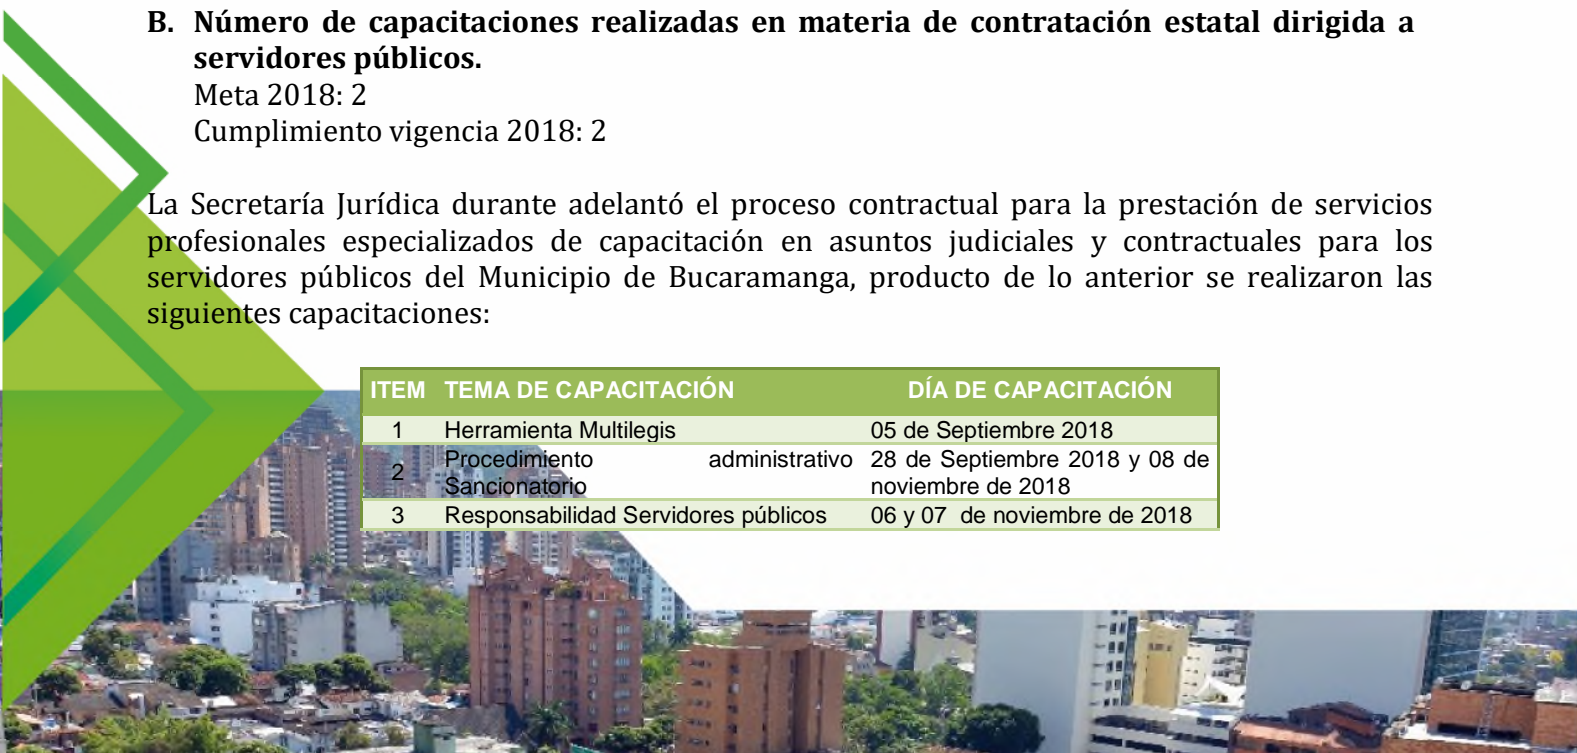 B. Número de capacitaciones realizadas en materia de contratación estatal dirigida a
servidores públicos.
Meta 2018: 2
Cumplimiento vigencia 2018: 2
La Secretaría Jurídica durante adelantó el proceso contractual para la prestación de servicios
profesionales especializados de capacitación en asuntos judiciales y contractuales para los
servidores públicos del Municipio de Bucaramanga, producto de lo anterior se realizaron las
siguientes capacitaciones:
ITEM TEMA DE CAPACITACIÓN DÍA DE CAPACITACIÓN
1 Herramienta Multilegis 05 de Septiembre 2018
2 Procedimiento administrativo 28 de Septiembre 2018 y 08 de
Sancionatorio noviembre de 2018
3 Responsabilidad Servidores públicos 06 y 07 de noviembre de 2018